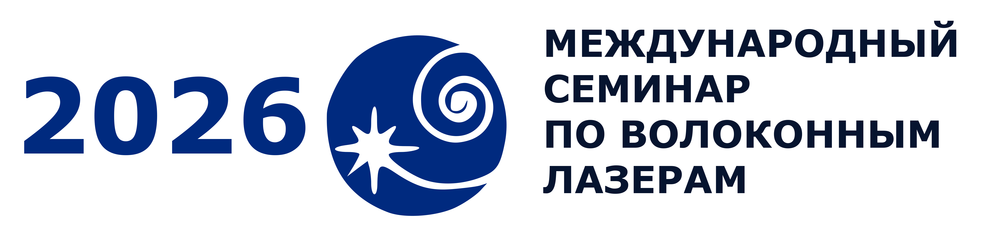 2026
МЕЖДУНАРОДНЫЙ
СЕМИНАР
ПО ВОЛОКОННЫМ
ЛАЗЕРАМ